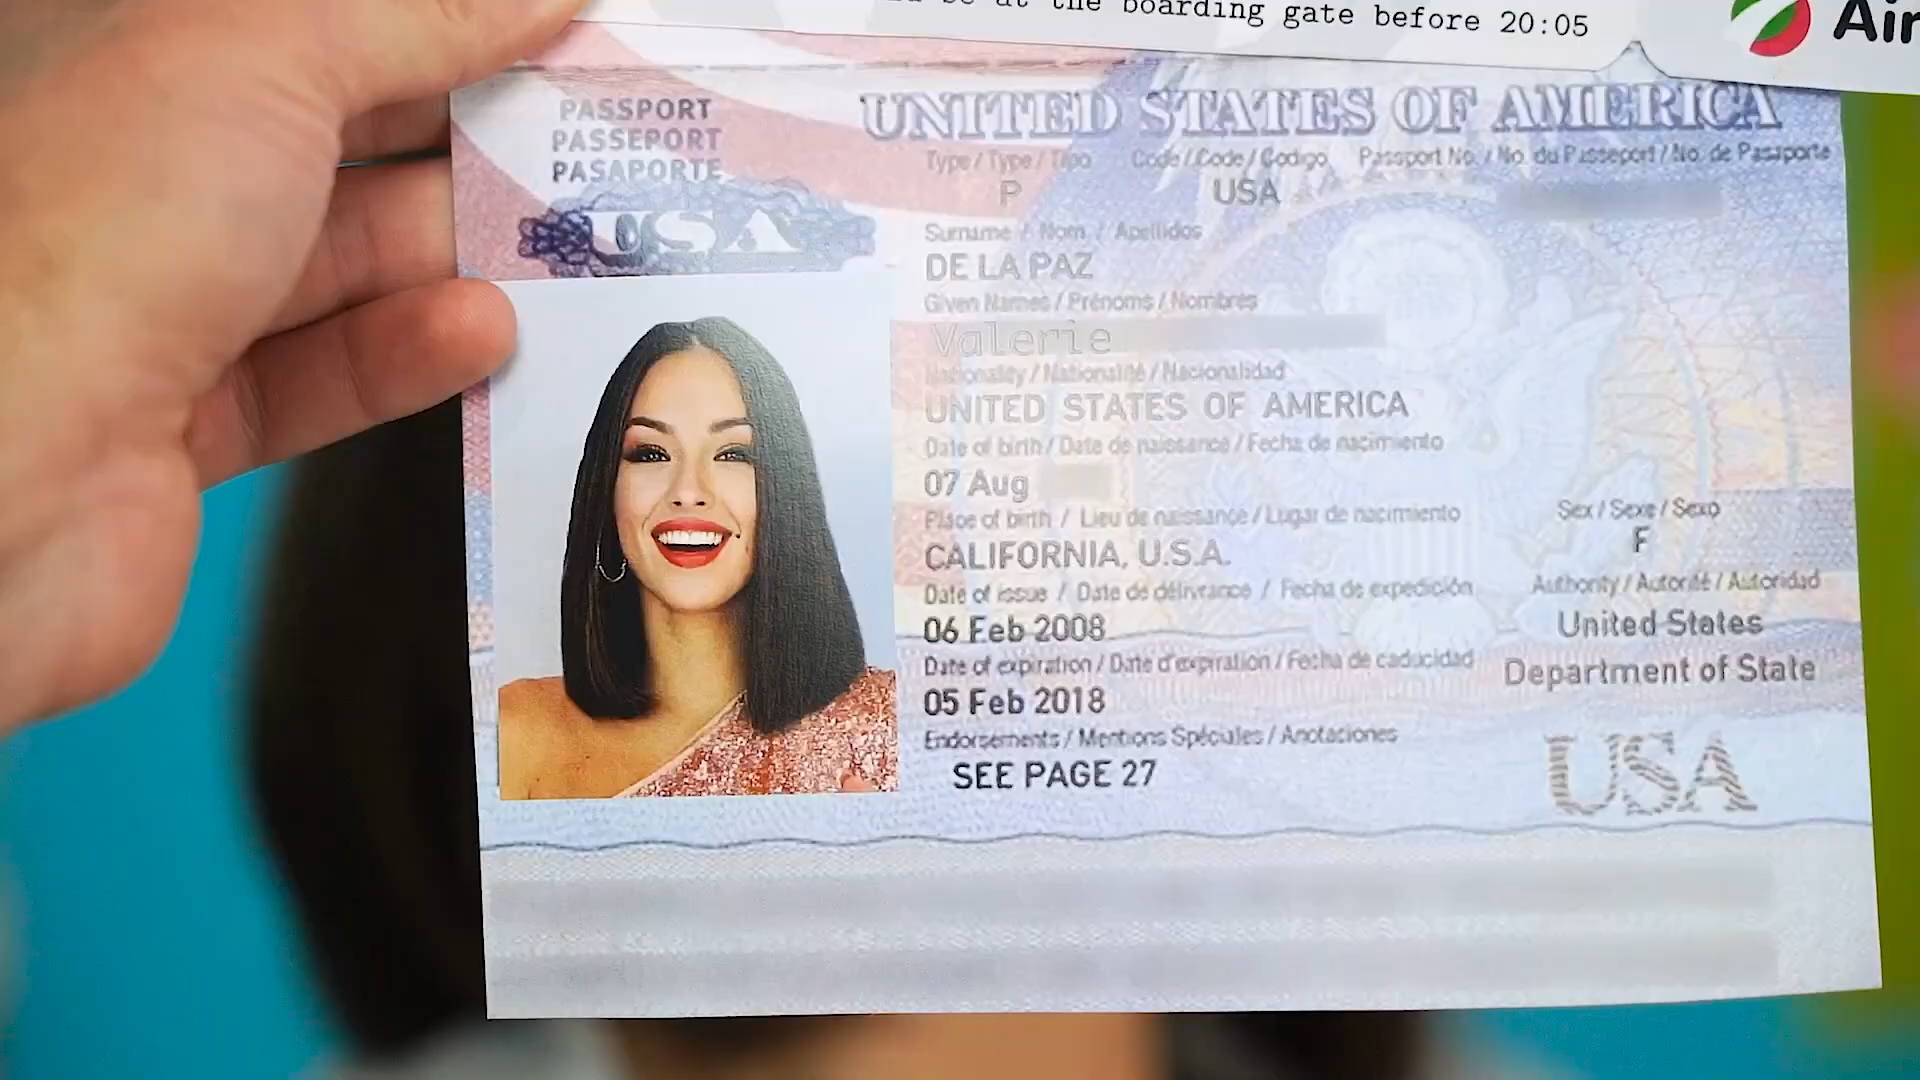 at the boarding gate before 20:05
Air
PASSPORT
PASSEPORT
PASAPORTE
USA
UNITED STATES OF AMERICA
Type / Type / Tipo Code / Code / Codigo Passport No. / No. du Passeport / No. de Pasaporte
P USA
Surname / Nom / Apellidos
DE LA PAZ
Given Names / Prénoms / Nombres
Valerie
Nationality / Nationalité / Nacionalidad
UNITED STATES OF AMERICA
Date of birth / Date de naissance / Fecha de nacimiento
07 Aug
Place of birth / Lieu de naissance / Lugar de nacimiento
CALIFORNIA, U.S.A.
Sex / Sexe / Sexo
F
Date of issue / Date de délivrance / Fecha de expedición
06 Feb 2008
Authority / Autorité / Autoridad
United States
Department of State
Date of expiration / Date d'expiration / Fecha de caducidad
05 Feb 2018
Endorsements / Mentions Spéciales / Anotaciones
SEE PAGE 27
USA